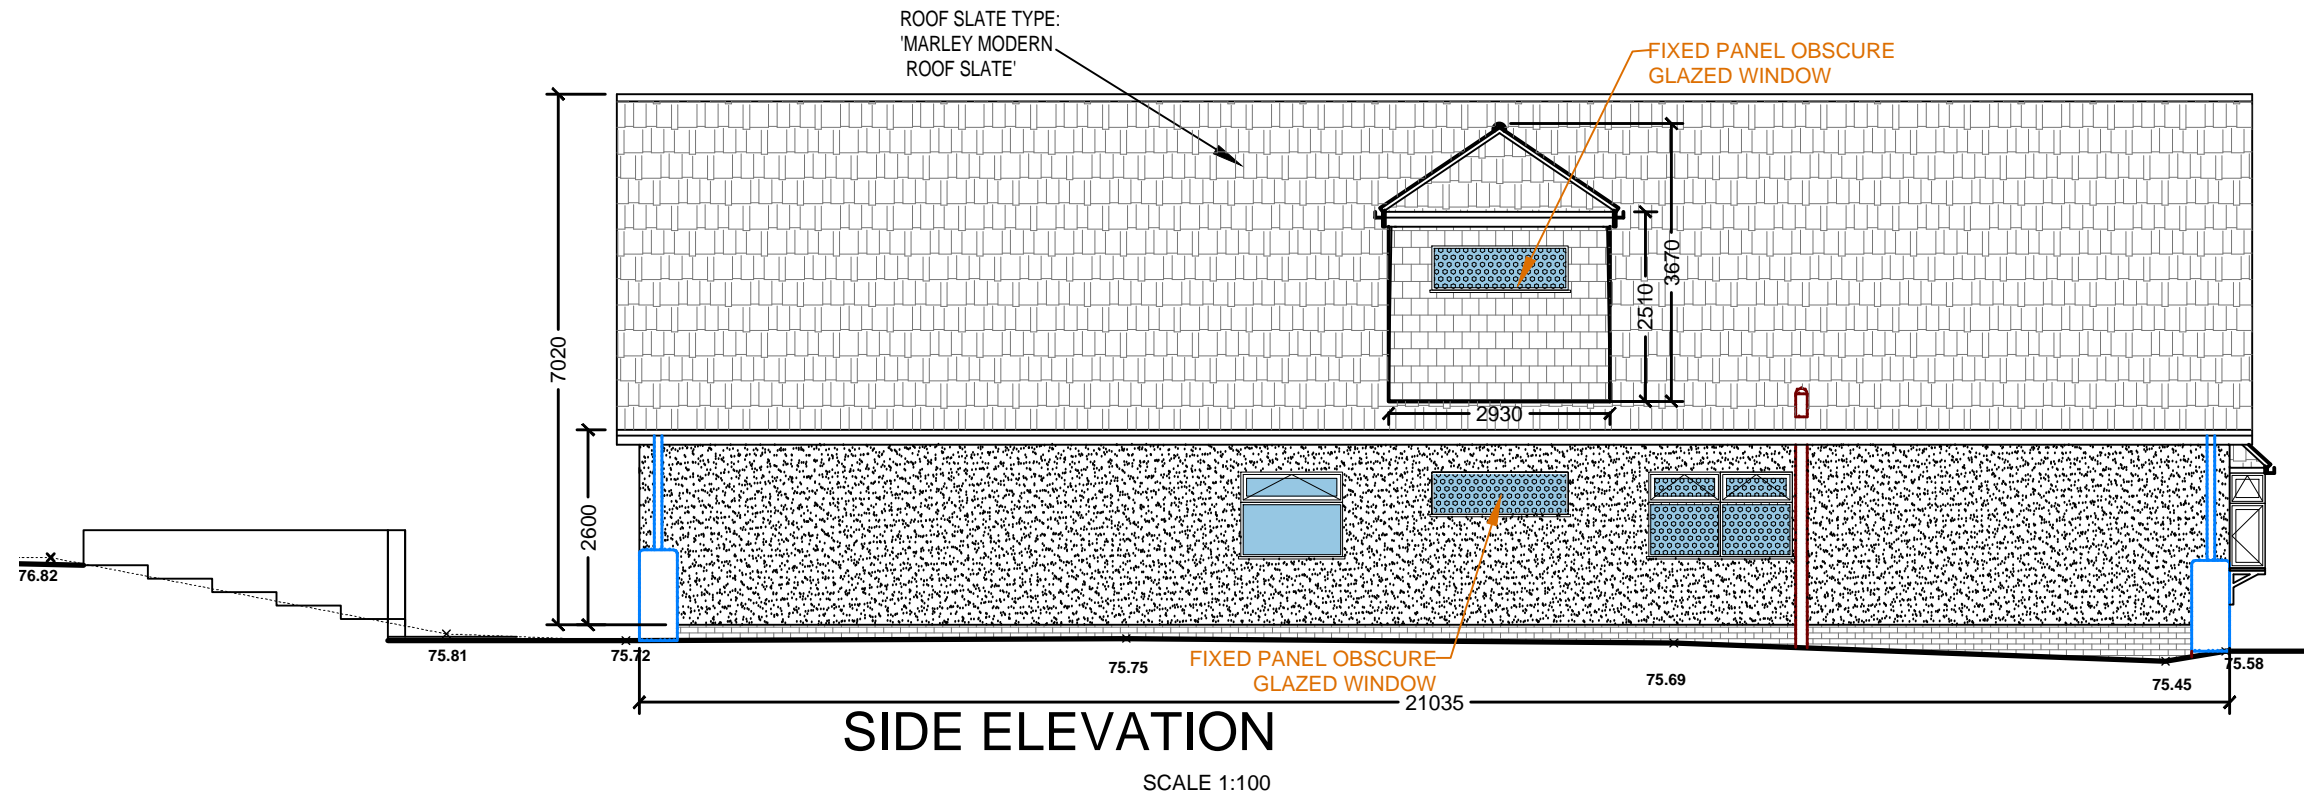 ROOF SLATE TYPE:
'MARLEY MODERN
ROOF SLATE'
FIXED PANEL OBSCURE
GLAZED WINDOW
7020
3670
2510
2930
2600
76.82
75.81
75.72
75.75
FIXED PANEL OBSCURE
GLAZED WINDOW
75.69
75.45
75.58
21035
SIDE ELEVATION
SCALE 1:100